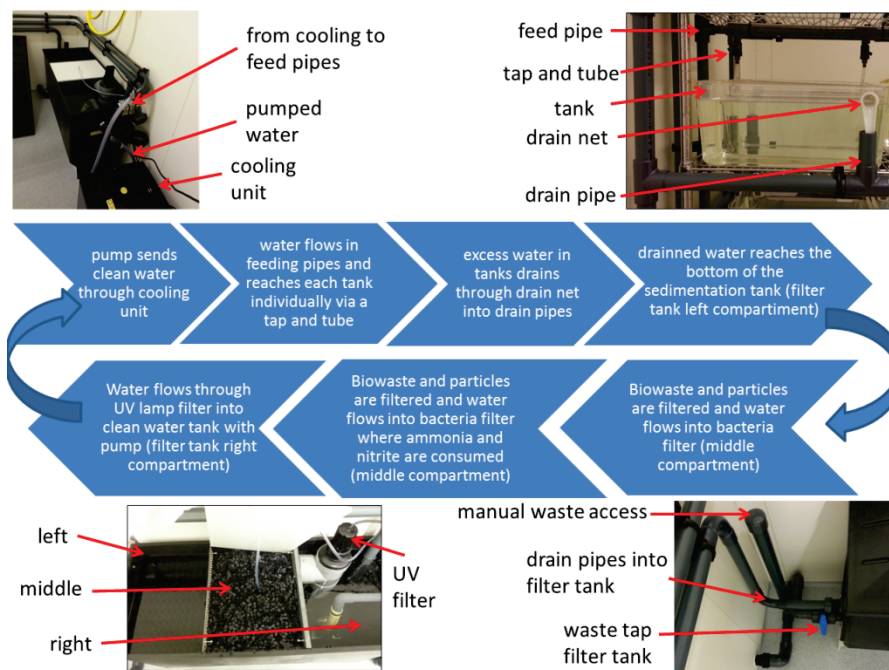 from cooling to
feed pipes
pumped
water
cooling
unit
feed pipe
tap and tube
tank
drain net
drain pipe
pump sends
clean water
through cooling
unit
water flows in
feeding pipes and
reaches each tank
individually via a
tap and tube
excess water in
tanks drains
through drain net
into drain pipes
drainned water reaches the
bottom of the
sedimentation tank (filter
tank left compartiment)
Biowaste and particles
are filtered and water
flows into bacteria
filter (middle
compartment)
Biowaste and particles
are filtered and water
flows into bacteria filter
where ammonia and
nitrite are consumed
(middle compartment)
Water flows through
UV lamp filter into
clean water tank with
pump (filter tank right
compartment)
left
middle
right
UV
filter
manual waste access
drain pipes into
filter tank
waste tap
filter tank